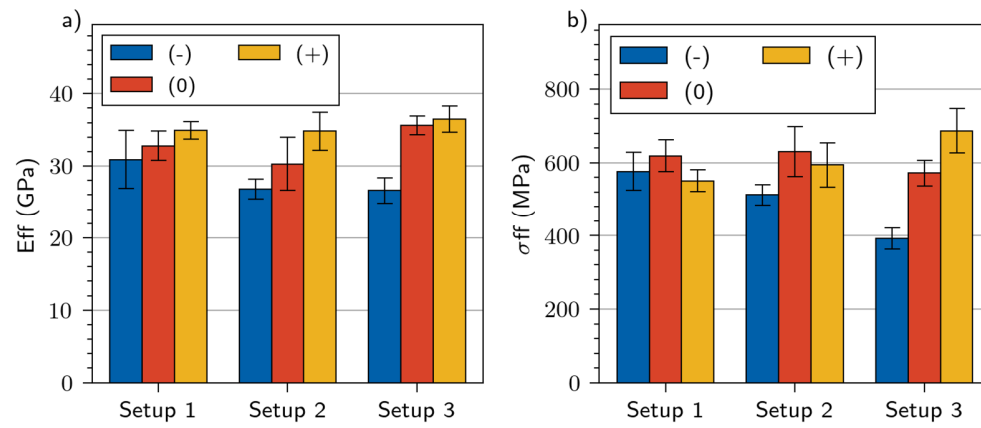 a)
(-)
(+)
(0)
40
30
20
10
0
Eff (GPa)
Setup 1
Setup 2
Setup 3
b)
(-)
(+)
(0)
800
600
400
200
0
σff (MPa)
Setup 1
Setup 2
Setup 3